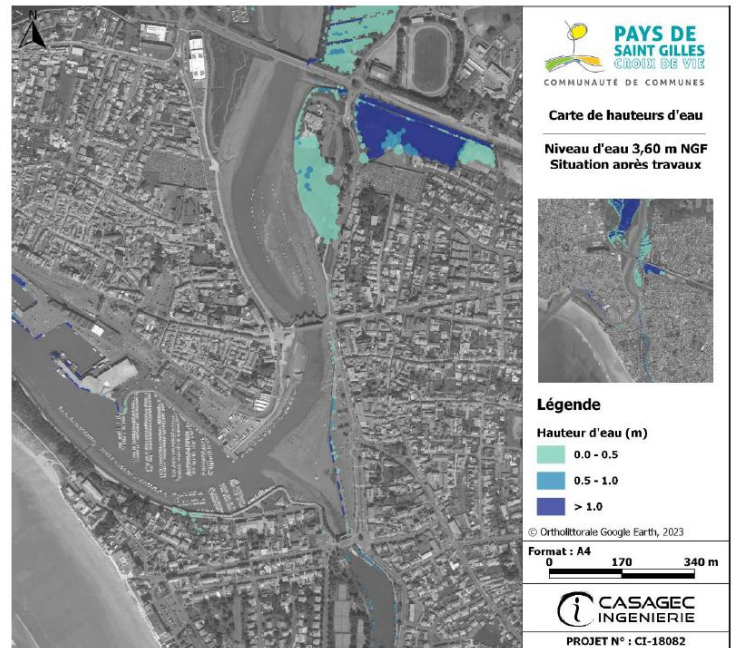 N
PAYS DE
SAINT GILLES
CROIX DE VIE
COMMUNAUTÉ DE COMMUNES
Carte de hauteurs d'eau
Niveau d'eau 3,60 m NGF
Situation après travaux
Légende
Hauteur d'eau (m)
0.0 - 0.5
0.5 - 1.0
> 1.0
© Ortholittorale Google Earth, 2023
Format : A4
0 170 340 m
CASAGEC
INGENIERIE
PROJET N° : CI-18082